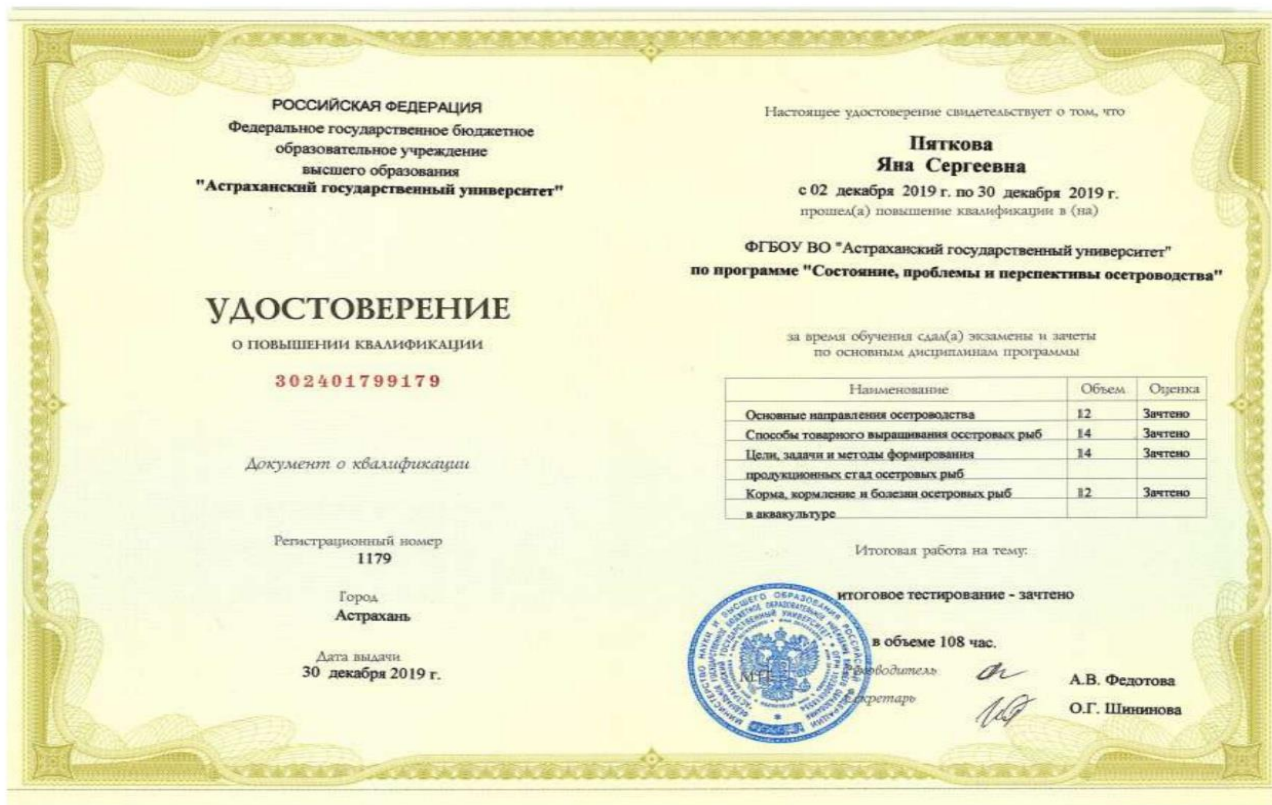 РОССИЙСКАЯ ФЕДЕРАЦИЯ
Федеральное государственное бюджетное
образовательное учреждение
высшего образования
"Астраханский государственный университет"
УДОСТОВЕРЕНИЕ
О ПОВЫШЕНИИ КВАЛИФИКАЦИИ
302401799179
Документ о квалификации
Регистрационный номер
1179
Город
Астрахань
Дата выдачи
30 декабря 2019 г.
Настоящее удостоверение свидетельствует о том, что
Пяткова
Яна Сергеевна
с 02 декабря 2019 г. по 30 декабря 2019 г.
прошел(а) повышение квалификации в (на)
ФГБОУ ВО "Астраханский государственный университет"
по программе "Состояние, проблемы и перспективы осетроводства"
за время обучения сдал(а) экзамены и зачеты
по основным дисциплинам программы
Наименование Объем Оценка
Основные направления осетроводства 12 Зачтено
Способы товарного выращивания осетровых рыб 14 Зачтено
Цели, задачи и методы формирования 14 Зачтено
продукционных стад осетровых рыб
Корма, кормление и болезни осетровых рыб 12 Зачтено
в аквакультуре
Итоговая работа на тему:
итоговое тестирование - зачтено
в объеме 108 час.
М.П.
Руководитель А.В. Федотова
Секретарь О.Г. Шининова